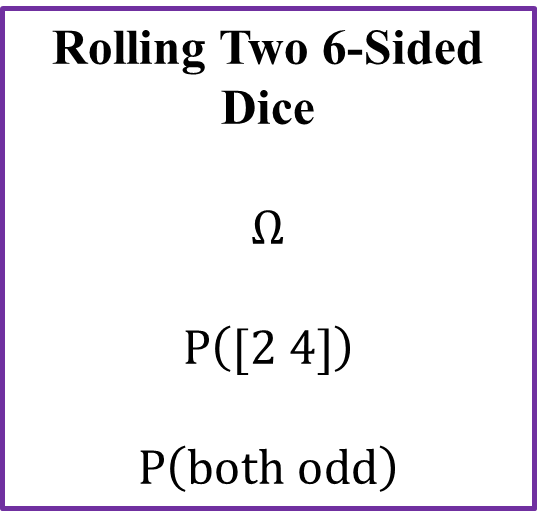 Rolling Two 6-Sided
Dice
Ω
P([2 4])
P(both odd)